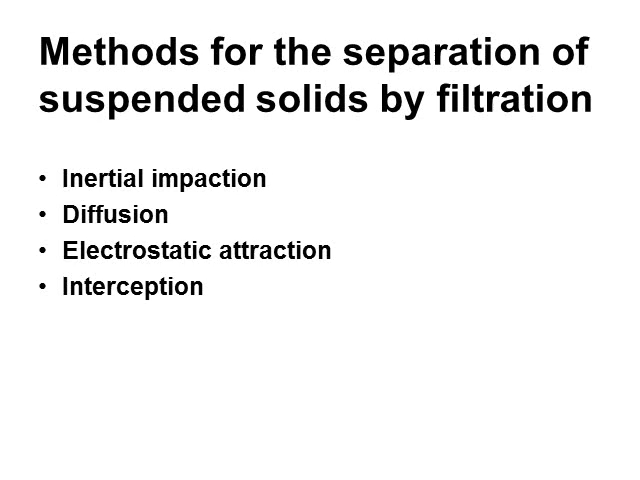 Methods for the separation of
suspended solids by filtration
• Inertial impaction
• Diffusion
• Electrostatic attraction
• Interception